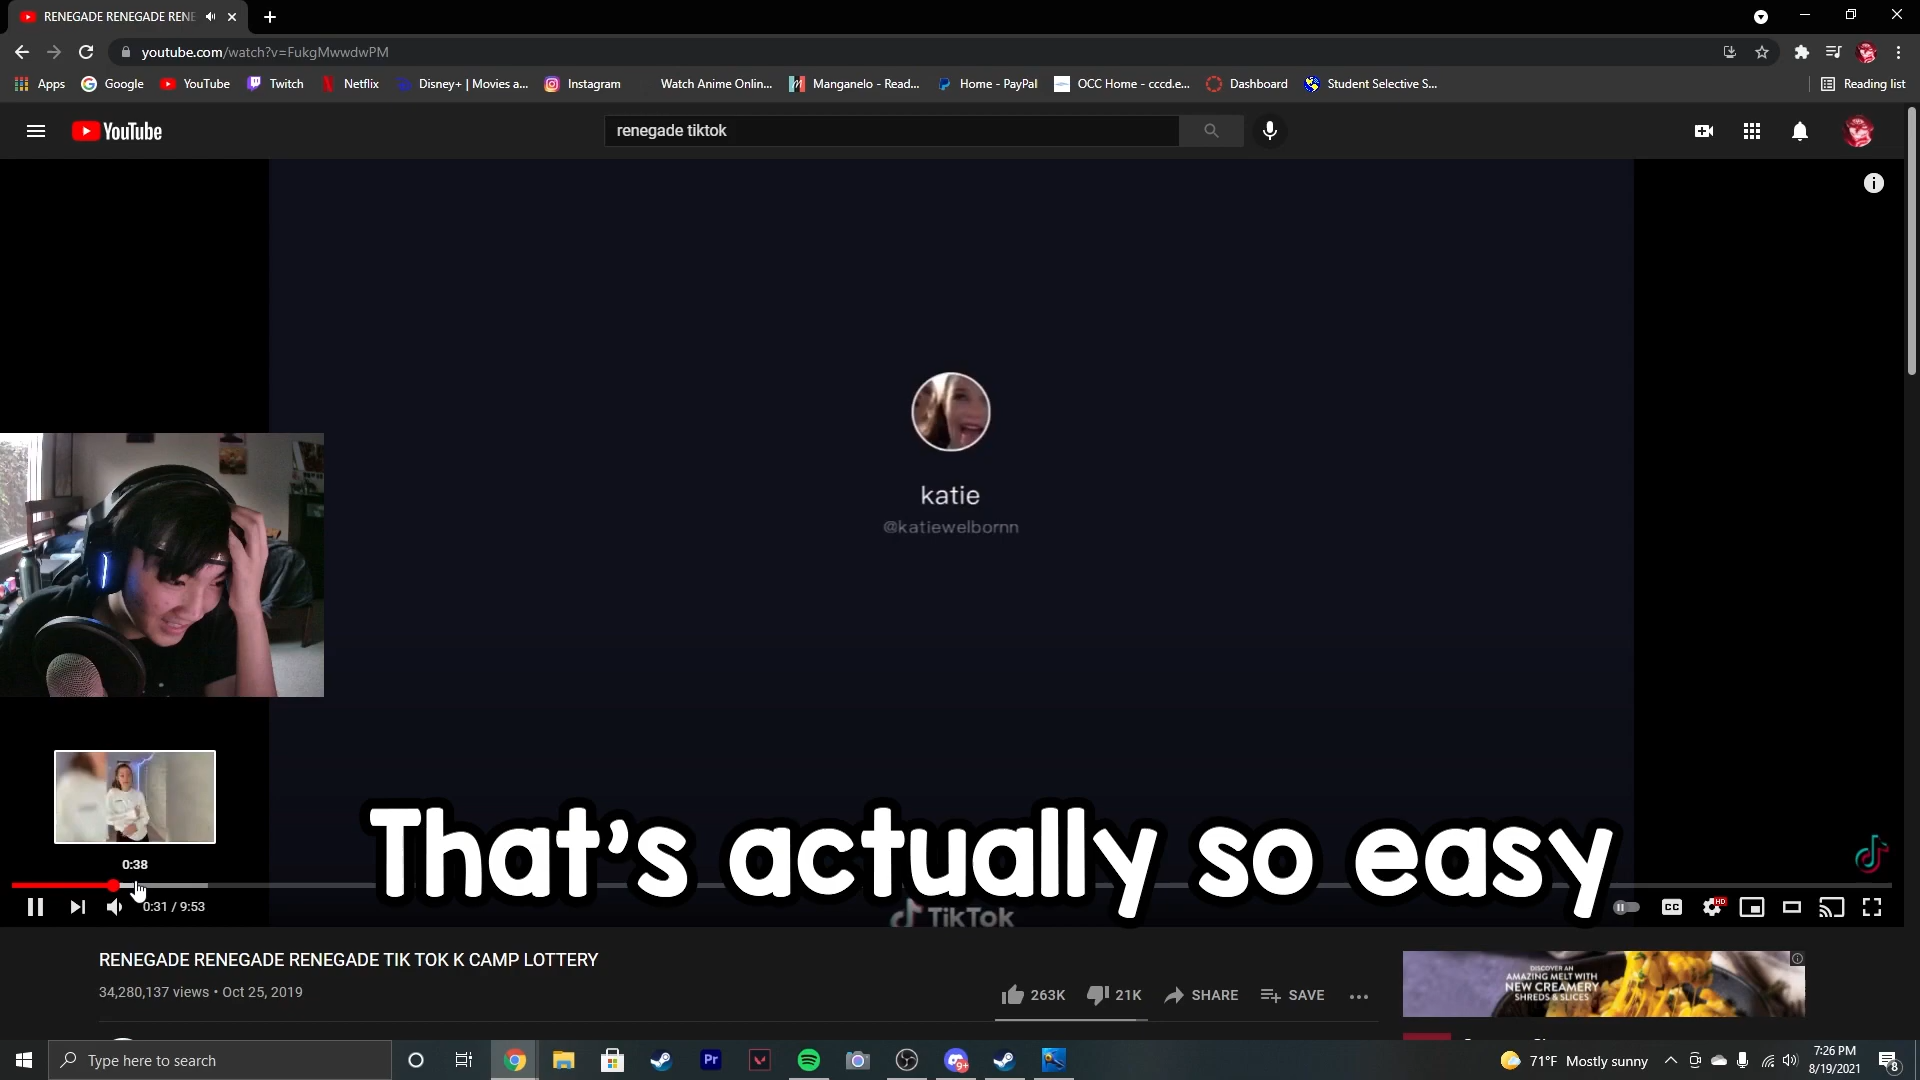 RENEGADE RENEGADE RENE
youtube.com/watch?v=FukgMwwdwPM
Apps Google YouTube Twitch Netflix Disney+ | Movies a... Instagram Watch Anime Onlin... Manganelo - Read... Home - PayPal OCC Home - cccd.e... Dashboard Student Selective S... Reading list
YouTube
renegade tiktok
katie
@katiewelbornn
0:38
That's actually so easy
0:31 / 9:53
CC
HD
TikTok
RENEGADE RENEGADE RENEGADE TIK TOK K CAMP LOTTERY
34,280,137 views • Oct 25, 2019
263K 21K SHARE SAVE
DISCOVER AN
AMAZING MELT WITH
NEW CREAMERY
SHREDS & SLICES
Type here to search
Pr
71°F Mostly sunny
7:26 PM
8/19/2021
8